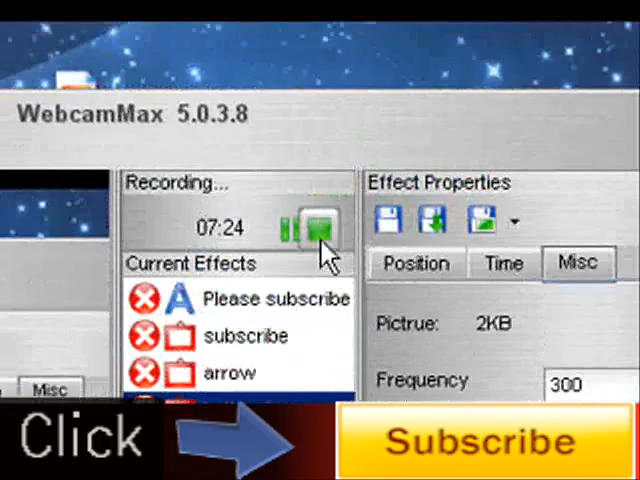 WebcamMax 5.0.3.8
Recording...
Effect Properties
07:24
Current Effects
Position
Time
Misc
Please subscribe
Pictrue: 2KB
subscribe
arrow
Frequency
300
Misc
Click
Subscribe